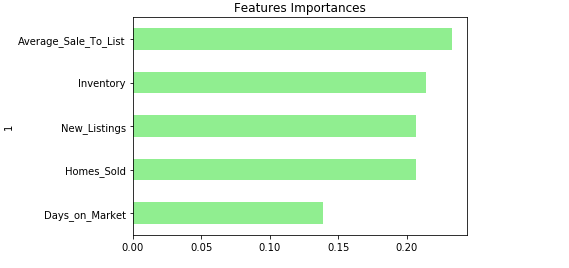 Features Importances
Average_Sale_To_List
Inventory
New_Listings
Homes_Sold
Days_on_Market
1
0.00 0.05 0.10 0.15 0.20